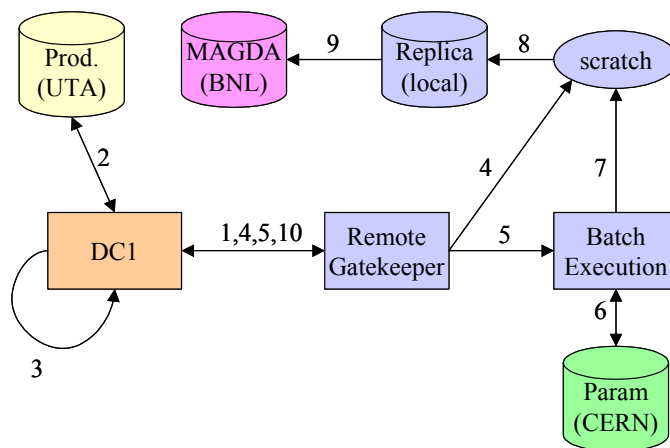 Prod.
(UTA)
MAGDA
(BNL)
9
Replica
(local)
8
scratch
2
4
7
DC1
1,4,5,10
Remote
Gatekeeper
5
Batch
Execution
3
6
Param
(CERN)